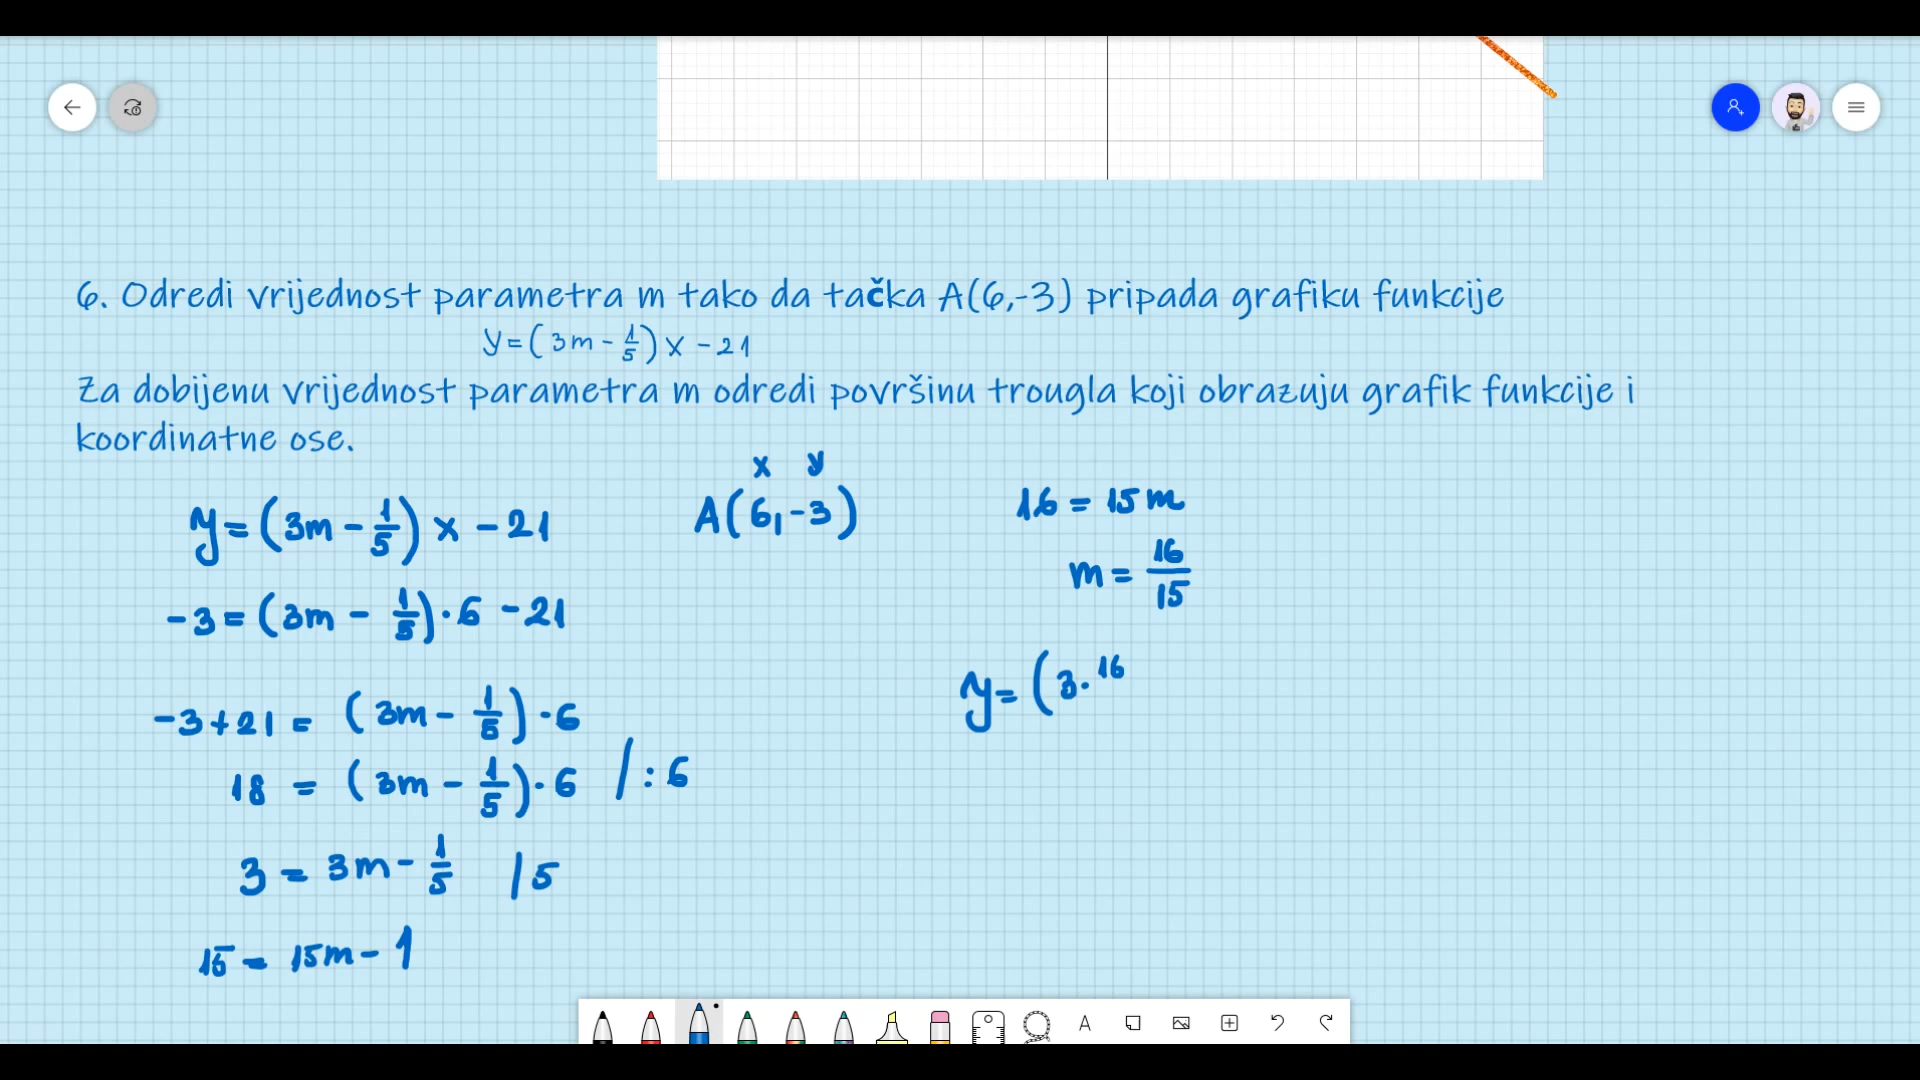 6. Odredi vrijednost parametra m tako da tačka A(6,-3) pripada grafiku funkcije
y=(3m - 1/5)x - 21
Za dobijenu vrijednost parametra m odredi površinu trougla koji obrazuju grafik funkcije i
koordinatne ose.
y = (3m - 1/5) x - 21
-3 = (3m - 1/5) · 6 - 21
-3 + 21 = (3m - 1/5) · 6
18 = (3m - 1/5) · 6 / : 6
3 = 3m - 1/5 / 5
15 = 15m - 1
x y
A(6, -3)
16 = 15m
m = 16/15
y = (3 · 16
A